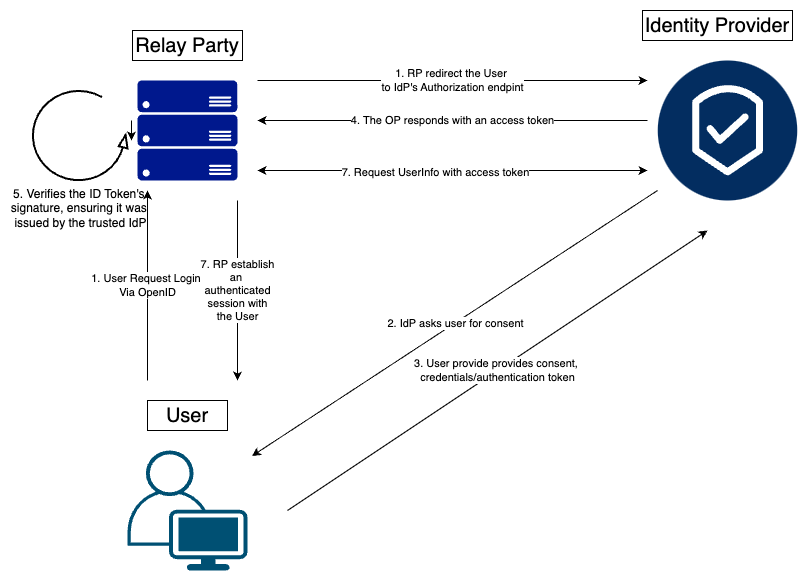 Identity Provider
Relay Party
1. RP redirect the User
to IdP's Authorization endpint
4. The OP responds with an access token
7. Request UserInfo with access token
5. Verifies the ID Token's
signature, ensuring it was
issued by the trusted IdP
1. User Request Login
Via OpenID
7. RP establish
an
authenticated
session with
the User
2. IdP asks user for consent
3. User provide provides consent,
credentials/authentication token
User